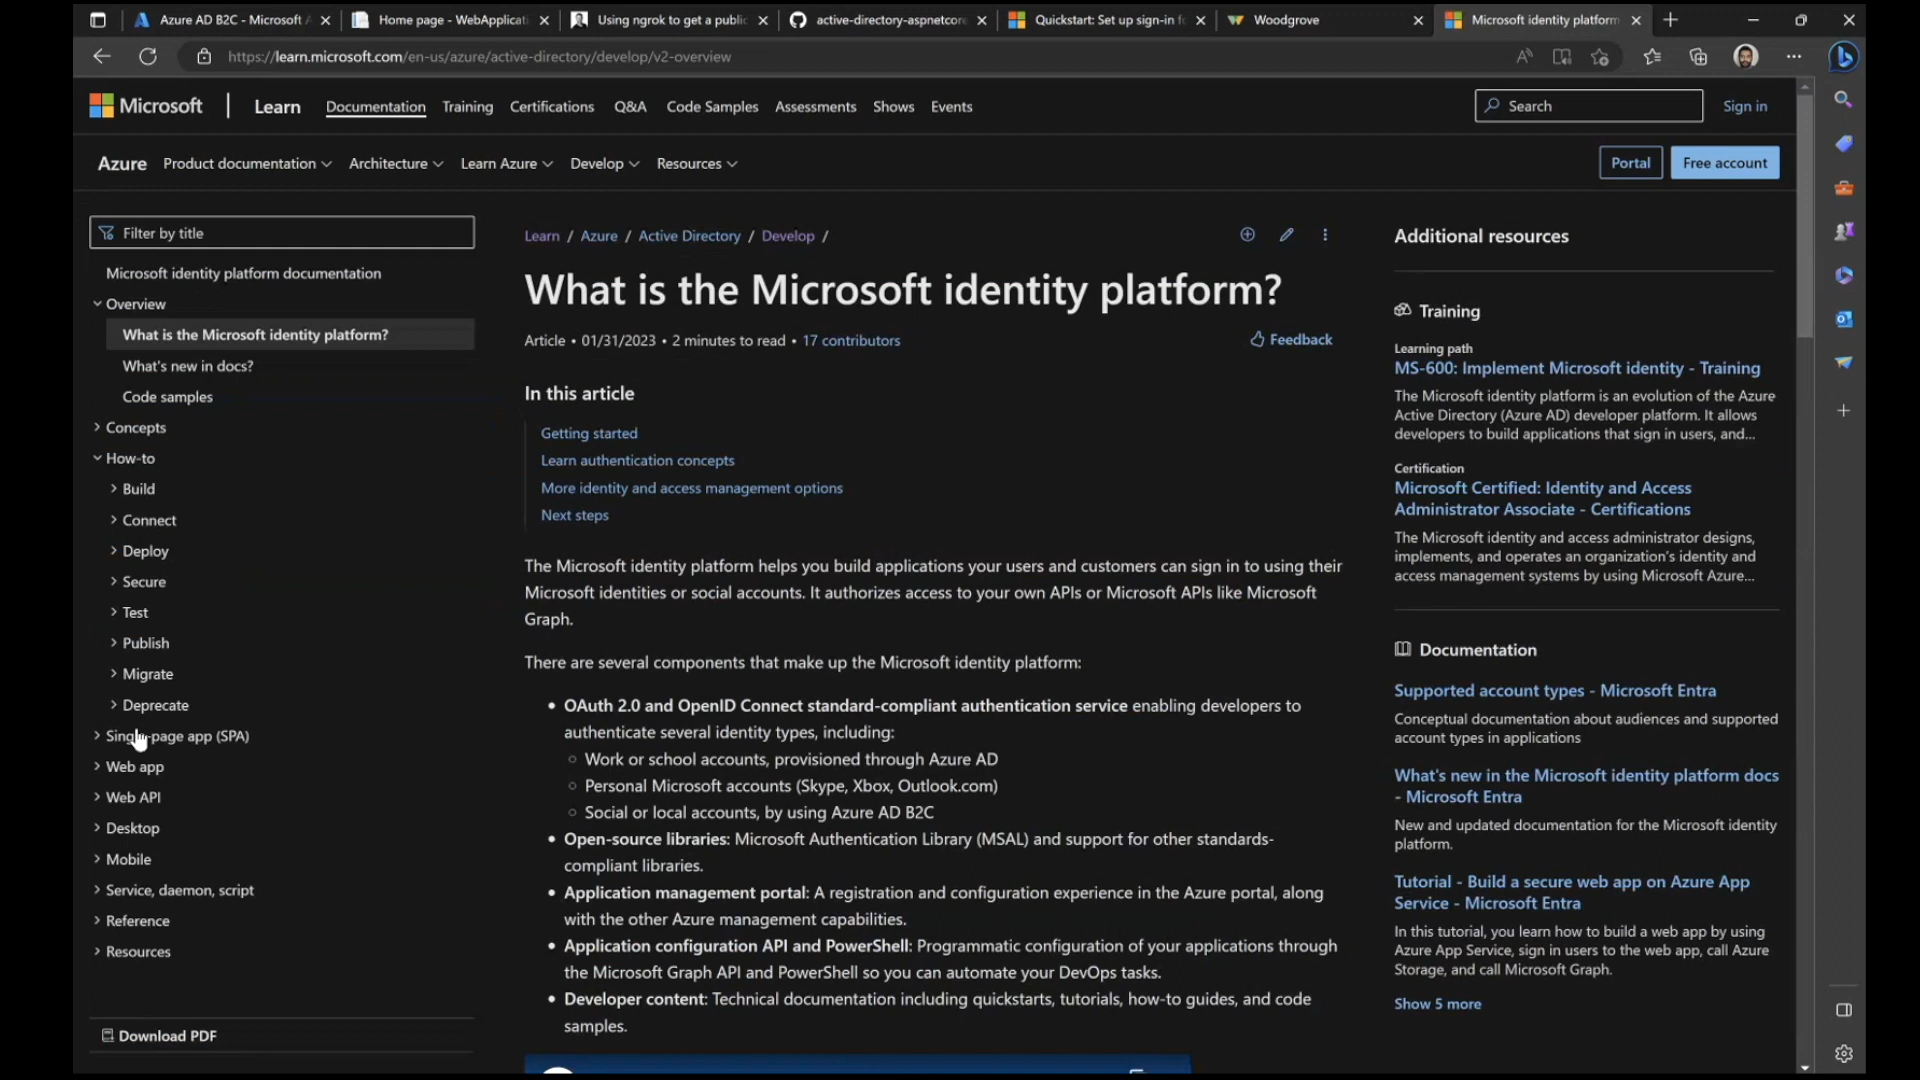 Azure AD B2C - Microsoft A
Home page - WebApplicati
Using ngrok to get a public
active-directory-aspnetcore
Quickstart: Set up sign-in fo
Woodgrove
Microsoft identity platform
https://learn.microsoft.com/en-us/azure/active-directory/develop/v2-overview
Microsoft
Learn
Documentation
Training
Certifications
Q&A
Code Samples
Assessments
Shows
Events
Search
Sign in
Azure
Product documentation
Architecture
Learn Azure
Develop
Resources
Portal
Free account
Filter by title
Microsoft identity platform documentation
Overview
What is the Microsoft identity platform?
What's new in docs?
Code samples
Concepts
How-to
Build
Connect
Deploy
Secure
Test
Publish
Migrate
Deprecate
Single-page app (SPA)
Web app
Web API
Desktop
Mobile
Service, daemon, script
Reference
Resources
Download PDF
Learn / Azure / Active Directory / Develop /
What is the Microsoft identity platform?
Article • 01/31/2023 • 2 minutes to read • 17 contributors
Feedback
In this article
Getting started
Learn authentication concepts
More identity and access management options
Next steps
The Microsoft identity platform helps you build applications your users and customers can sign in to using their
Microsoft identities or social accounts. It authorizes access to your own APIs or Microsoft APIs like Microsoft
Graph.
There are several components that make up the Microsoft identity platform:
• OAuth 2.0 and OpenID Connect standard-compliant authentication service enabling developers to
authenticate several identity types, including:
○ Work or school accounts, provisioned through Azure AD
○ Personal Microsoft accounts (Skype, Xbox, Outlook.com)
○ Social or local accounts, by using Azure AD B2C
• Open-source libraries: Microsoft Authentication Library (MSAL) and support for other standards-
compliant libraries.
• Application management portal: A registration and configuration experience in the Azure portal, along
with the other Azure management capabilities.
• Application configuration API and PowerShell: Programmatic configuration of your applications through
the Microsoft Graph API and PowerShell so you can automate your DevOps tasks.
• Developer content: Technical documentation including quickstarts, tutorials, how-to guides, and code
samples.
Additional resources
Training
Learning path
MS-600: Implement Microsoft identity - Training
The Microsoft identity platform is an evolution of the Azure
Active Directory (Azure AD) developer platform. It allows
developers to build applications that sign in users, and...
Certification
Microsoft Certified: Identity and Access
Administrator Associate - Certifications
The Microsoft identity and access administrator designs,
implements, and operates an organization's identity and
access management systems by using Microsoft Azure...
Documentation
Supported account types - Microsoft Entra
Conceptual documentation about audiences and supported
account types in applications
What's new in the Microsoft identity platform docs
- Microsoft Entra
New and updated documentation for the Microsoft identity
platform.
Tutorial - Build a secure web app on Azure App
Service - Microsoft Entra
In this tutorial, you learn how to build a web app by using
Azure App Service, sign in users to the web app, call Azure
Storage, and call Microsoft Graph.
Show 5 more